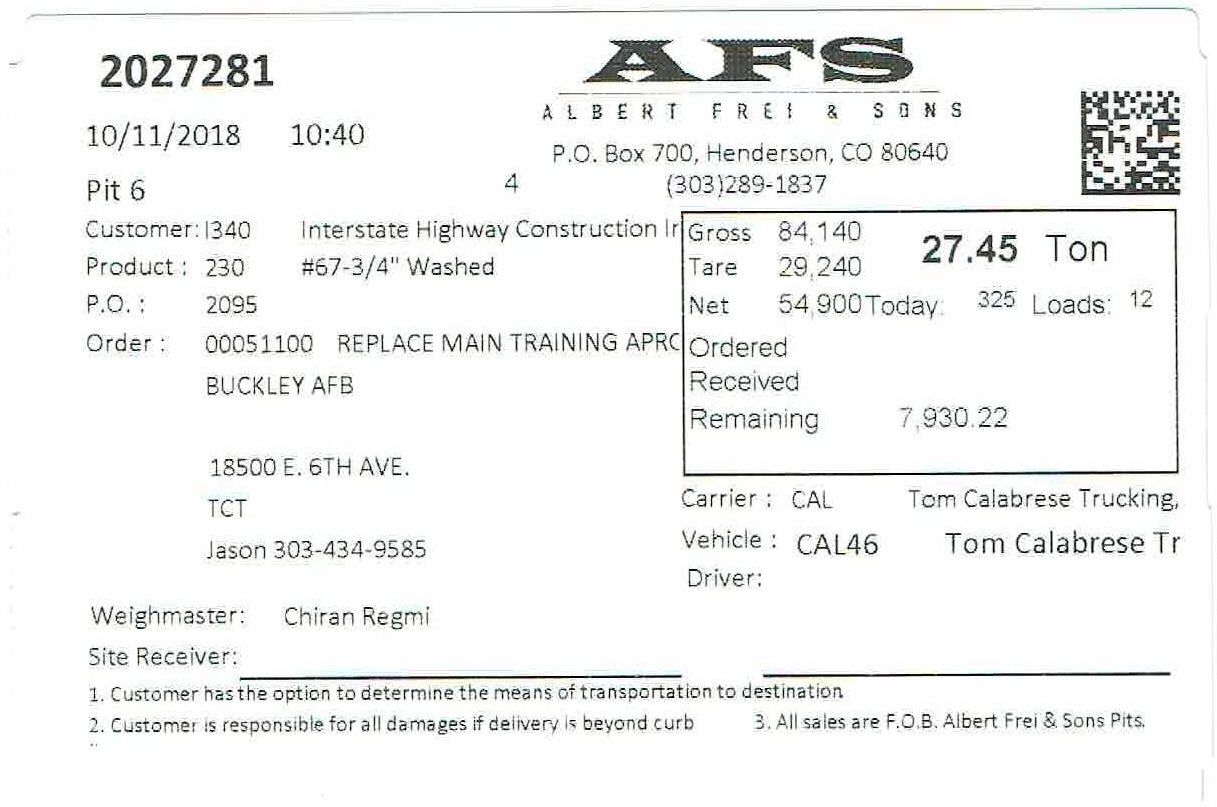 2027281
AFS
ALBERT FREI & SONS
10/11/2018 10:40
P.O. Box 700, Henderson, CO 80640
Pit 6 4 (303)289-1837
Customer: I340 Interstate Highway Construction Ir
Product : 230 #67-3/4" Washed
P.O. : 2095
Order : 00051100 REPLACE MAIN TRAINING APRO
BUCKLEY AFB
18500 E. 6TH AVE.
TCT
Jason 303-434-9585
Gross 84,140 27.45 Ton
Tare 29,240
Net 54,900 Today: 325 Loads: 12
Ordered
Received
Remaining 7,930.22
Carrier : CAL Tom Calabrese Trucking,
Vehicle : CAL46 Tom Calabrese Tr
Driver:
Weighmaster: Chiran Regmi
Site Receiver:
1. Customer has the option to determine the means of transportation to destination
2. Customer is responsible for all damages if delivery is beyond curb 3. All sales are F.O.B. Albert Frei & Sons Pits.